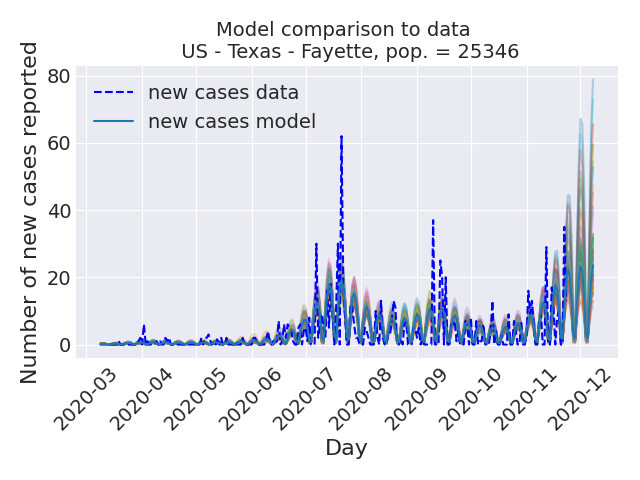 Model comparison to data
US - Texas - Fayette, pop. = 25346
Number of new cases reported
80
60
40
20
0
new cases data
new cases model
2020-03
2020-04
2020-05
2020-06
2020-07
2020-08
2020-09
2020-10
2020-11
2020-12
Day